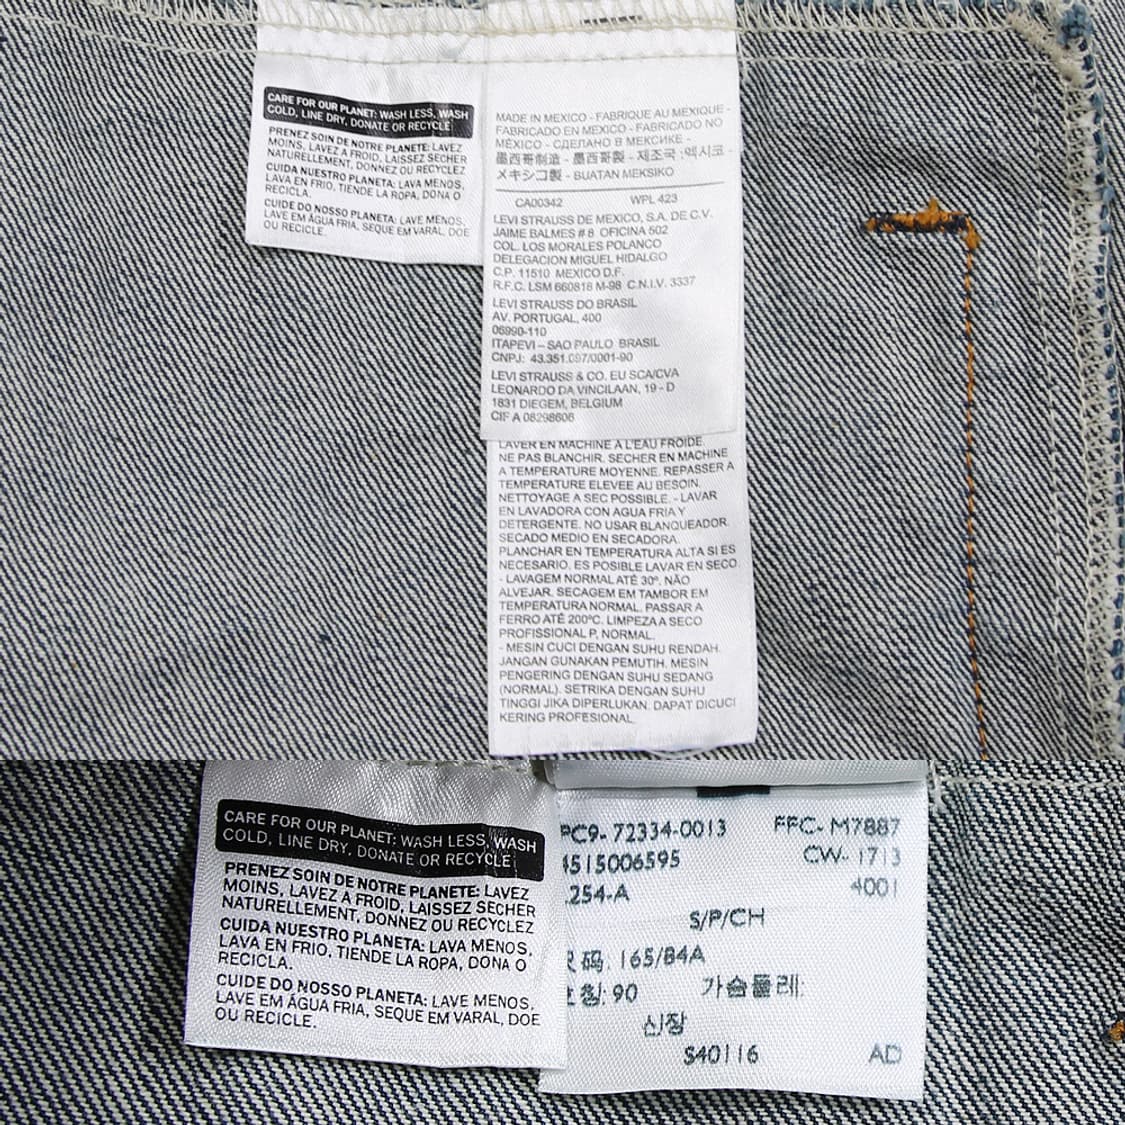 CARE FOR OUR PLANET: WASH LESS, WASH
COLD, LINE DRY, DONATE OR RECYCLE
PRENEZ SOIN DE NOTRE PLANETE: LAVEZ
MOINS, LAVEZ A FROID, LAISSEZ SECHER
NATURELLEMENT, DONNEZ OU RECYCLEZ
CUIDA NUESTRO PLANETA: LAVA MENOS,
LAVA EN FRIO, TIENDE LA ROPA, DONA O
RECICLA.
CUIDE DO NOSSO PLANETA: LAVE MENOS,
LAVE EM ÁGUA FRIA, SEQUE EM VARAL, DOE
OU RECICLE.
MADE IN MEXICO - FABRIQUE AU MEXIQUE -
FABRICADO EN MEXICO - FABRICADO NO
MÉXICO - СДЕЛАНО В МЕКСИКЕ -
墨西哥制造 - 墨西哥製 - 제조국 :멕시코 -
メキシコ製 - BUATAN MEKSIKO
CA00342 WPL 423
LEVI STRAUSS DE MEXICO, S.A. DE C.V.
JAIME BALMES # 8 OFICINA 502
COL. LOS MORALES POLANCO
DELEGACION MIGUEL HIDALGO
C.P. 11510 MEXICO D.F.
R.F.C. LSM 660818 M-98 C.N.I.V. 3337
LEVI STRAUSS DO BRASIL
AV. PORTUGAL, 400
06990-110
ITAPEVI – SAO PAULO BRASIL
CNPJ: 43.351.097/0001-90
LEVI STRAUSS & CO. EU SCA/CVA
LEONARDO DA VINCILAAN, 19 - D
1831 DIEGEM, BELGIUM
CIF A 08298606
LAVER EN MACHINE A L'EAU FROIDE.
NE PAS BLANCHIR. SECHER EN MACHINE
A TEMPERATURE MOYENNE. REPASSER A
TEMPERATURE ELEVEE AU BESOIN.
NETTOYAGE A SEC POSSIBLE. - LAVAR
EN LAVADORA CON AGUA FRIA Y
DETERGENTE. NO USAR BLANQUEADOR.
SECADO MEDIO EN SECADORA.
PLANCHAR EN TEMPERATURA ALTA SI ES
NECESARIO. ES POSIBLE LAVAR EN SECO.
- LAVAGEM NORMAL ATÉ 30º. NÃO
ALVEJAR. SECAGEM EM TAMBOR EM
TEMPERATURA NORMAL. PASSAR A
FERRO ATÉ 200ºC. LIMPEZA A SECO
PROFISSIONAL P, NORMAL.
- MESIN CUCI DENGAN SUHU RENDAH.
JANGAN GUNAKAN PEMUTIH. MESIN
PENGERING DENGAN SUHU SEDANG
(NORMAL). SETRIKA DENGAN SUHU
TINGGI JIKA DIPERLUKAN. DAPAT DICUCI
KERING PROFESIONAL.
CARE FOR OUR PLANET: WASH LESS, WASH
COLD, LINE DRY, DONATE OR RECYCLE
PRENEZ SOIN DE NOTRE PLANETE: LAVEZ
MOINS, LAVEZ A FROID, LAISSEZ SECHER
NATURELLEMENT, DONNEZ OU RECYCLEZ
CUIDA NUESTRO PLANETA: LAVA MENOS,
LAVA EN FRIO, TIENDE LA ROPA, DONA O
RECICLA.
CUIDE DO NOSSO PLANETA: LAVE MENOS,
LAVE EM ÁGUA FRIA, SEQUE EM VARAL, DOE
OU RECICLE.
PC9- 72334-0013 FFC- M7887
4515006595 CW- 1713
.254-A 4001
S/P/CH
码: 165/84A
: 90 가슴둘레:
신장
S40116 AD